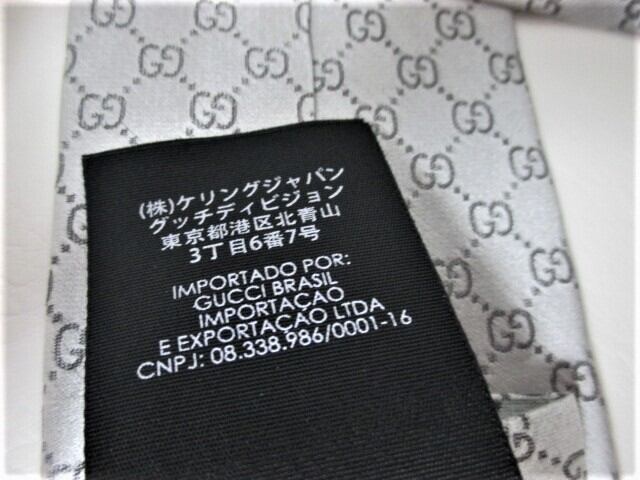 (株)ケリングジャパン
グッチディビジョン
東京都港区北青山
3丁目6番7号
IMPORTADO POR:
GUCCI BRASIL
IMPORTAÇAO
E EXPORTAÇAO LTDA
CNPJ: 08.338.986/0001-16